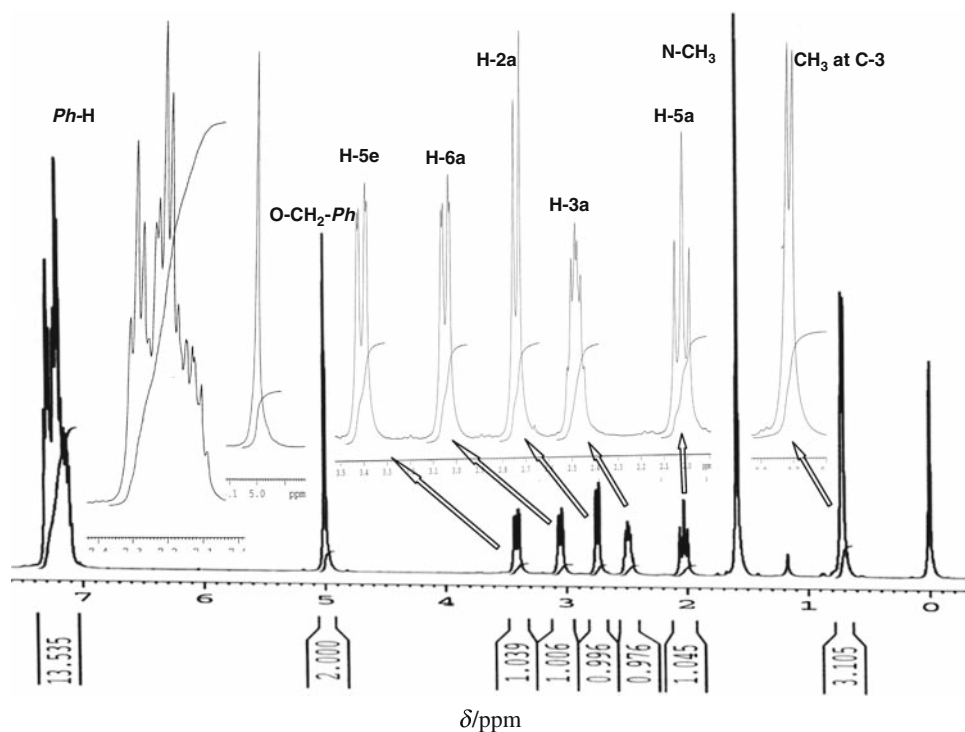 Ph-H
O-CH2-Ph
H-5e
H-6a
H-2a
H-3a
H-5a
N-CH3
CH3 at C-3
5.0 ppm
7 6 5 4 3 2 1 0
13.535 2.000 1.039 1.006 0.996 0.976 1.045 3.105
δ/ppm